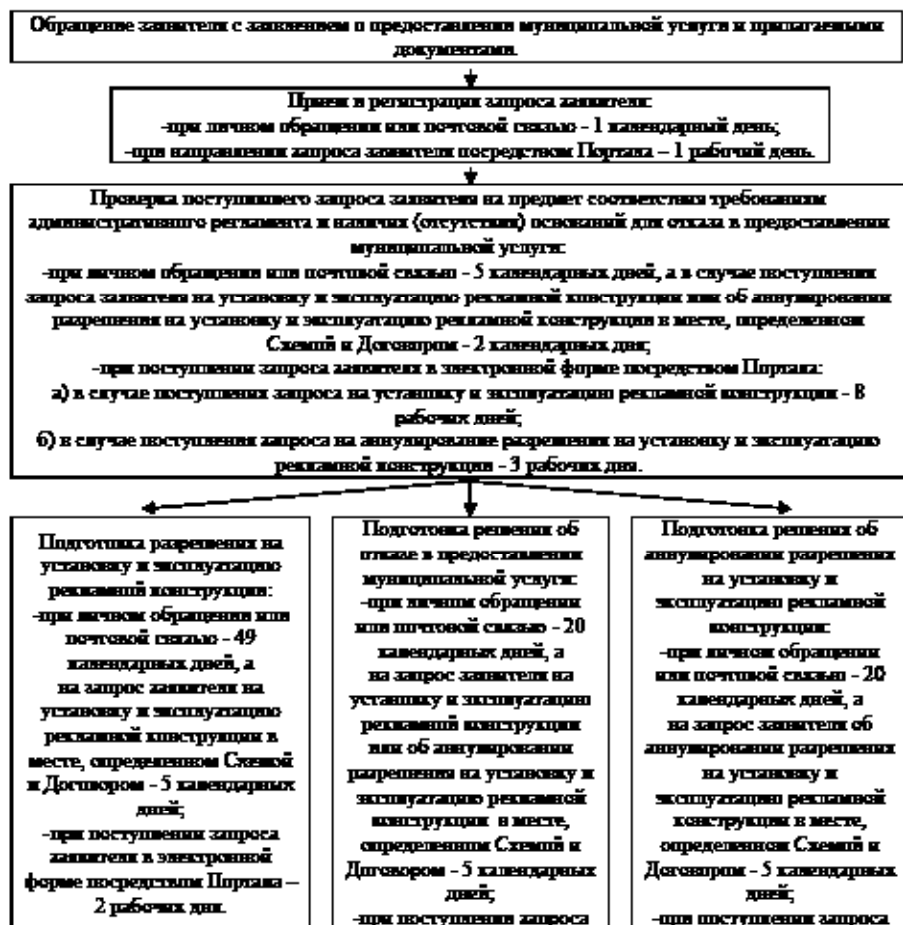 Обращение заявителя с заявлением о предоставлении муниципальной услуги и прилагаемыми
документами.
Прием и регистрация запроса заявителя:
-при личном обращении или почтовой связью - 1 календарный день;
-при направлении запроса заявителя посредством Портала – 1 рабочий день.
Проверка поступившего запроса заявителя на предмет соответствия требованиям
административного регламента и наличия (отсутствия) оснований для отказа в предоставлении
муниципальной услуги:
-при личном обращении или почтовой связью - 5 календарных дней, а в случае поступления
запроса заявителя на установку и эксплуатацию рекламной конструкции или об аннулировании
разрешения на установку и эксплуатацию рекламной конструкции в месте, определенном
Схемой и Договором - 2 календарных дня;
-при поступлении запроса заявителя в электронной форме посредством Портала:
а) в случае поступления запроса на установку и эксплуатацию рекламной конструкции - 8
рабочих дней;
б) в случае поступления запроса на аннулирование разрешения на установку и эксплуатацию
рекламной конструкции - 3 рабочих дня.
Подготовка разрешения на
установку и эксплуатацию
рекламной конструкции:
-при личном обращении или
почтовой связью - 49
календарных дней, а
на запрос заявителя на
установку и эксплуатацию
рекламной конструкции в
месте, определенном Схемой
и Договором - 5 календарных
дней;
-при поступлении запроса
заявителя в электронной
форме посредством Портала –
2 рабочих дня.
Подготовка решения об
отказе в предоставлении
муниципальной услуги:
-при личном обращении
или почтовой связью - 20
календарных дней, а
на запрос заявителя на
установку и эксплуатацию
рекламной конструкции
или об аннулировании
разрешения на установку и
эксплуатацию рекламной
конструкции в месте,
определенном Схемой и
Договором - 5 календарных
дней;
-при поступлении запроса
Подготовка решения об
аннулировании разрешения
на установку и
эксплуатацию рекламной
конструкции:
-при личном обращении
или почтовой связью - 20
календарных дней, а
на запрос заявителя об
аннулировании разрешения
на установку и
эксплуатацию рекламной
конструкции в месте,
определенном Схемой и
Договором - 5 календарных
дней;
-при поступлении запроса